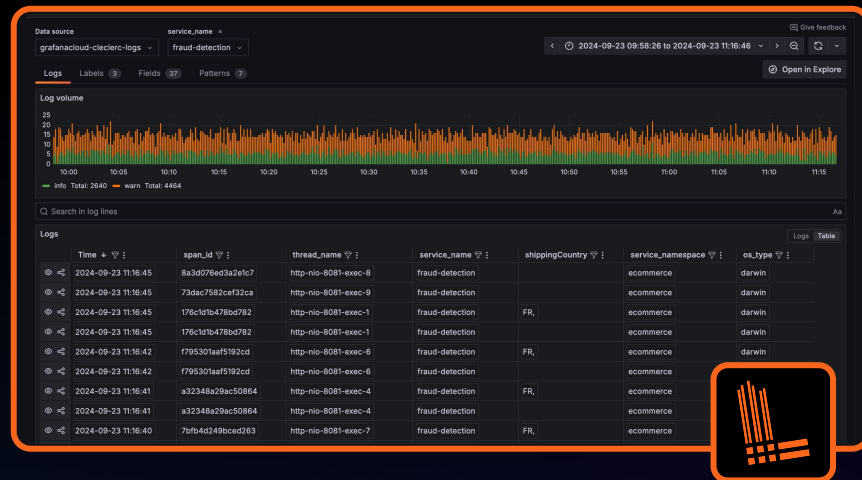 Give feedback
Data source
service_name ×
grafanacloud-cleclerc-logs
fraud-detection
2024-09-23 09:58:26 to 2024-09-23 11:16:46
Logs Labels 3 Fields 37 Patterns 7
Open in Explore
Log volume
25
20
15
10
5
0
10:00 10:05 10:10 10:15 10:20 10:25 10:30 10:35 10:40 10:45 10:50 10:55 11:00 11:05 11:10 11:15
info Total: 2640 warn Total: 4464
Search in log lines Aa
Logs Logs Table
Time span_id thread_name service_name shippingCountry service_namespace os_type
2024-09-23 11:16:45 8a3d076ed3a2e1c7 http-nio-8081-exec-8 fraud-detection ecommerce darwin
2024-09-23 11:16:45 73dac7582cef32ca http-nio-8081-exec-9 fraud-detection ecommerce darwin
2024-09-23 11:16:45 176c1d1b478bd782 http-nio-8081-exec-1 fraud-detection FR, ecommerce darwin
2024-09-23 11:16:45 176c1d1b478bd782 http-nio-8081-exec-1 fraud-detection ecommerce darwin
2024-09-23 11:16:42 f795301aaf5192cd http-nio-8081-exec-6 fraud-detection FR, ecommerce darwin
2024-09-23 11:16:42 f795301aaf5192cd http-nio-8081-exec-6 fraud-detection ecommerce
2024-09-23 11:16:41 a32348a29ac50864 http-nio-8081-exec-4 fraud-detection FR, ecommerce
2024-09-23 11:16:41 a32348a29ac50864 http-nio-8081-exec-4 fraud-detection ecommerce
2024-09-23 11:16:40 7bfb4d249bced263 http-nio-8081-exec-7 fraud-detection FR, ecommerce